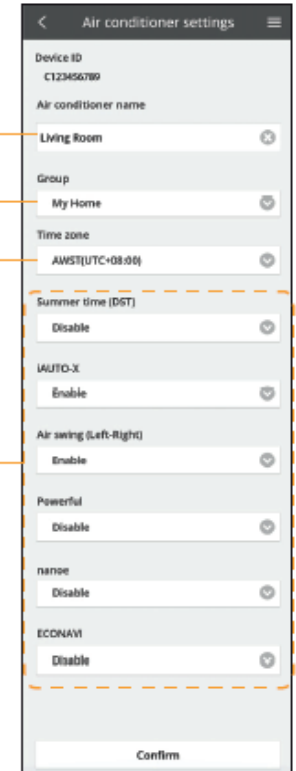 Air conditioner settings
Device ID
C123456789
Air conditioner name
Living Room
Group
My Home
Time zone
AWST(UTC+08:00)
Summer time (DST)
Disable
iAUTO-X
Enable
Air swing (Left-Right)
Enable
Powerful
Disable
nanoe
Disable
ECONAVI
Disable
Confirm